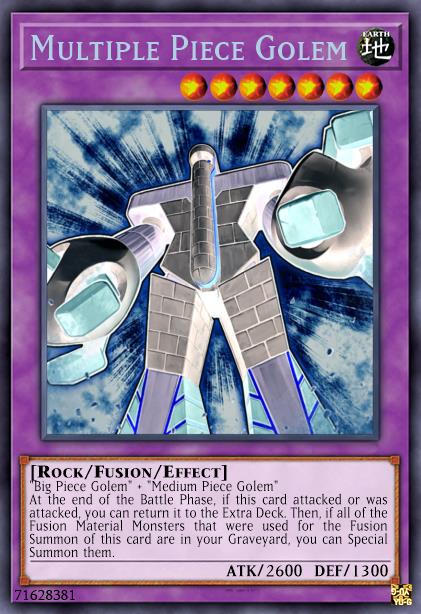 MULTIPLE PIECE GOLEM
EARTH
地
[ROCK/FUSION/EFFECT]
"Big Piece Golem" + "Medium Piece Golem"
At the end of the Battle Phase, if this card attacked or was
attacked, you can return it to the Extra Deck. Then, if all of the
Fusion Material Monsters that were used for the Fusion
Summon of this card are in your Graveyard, you can Special
Summon them.
ATK/2600 DEF/1300
71628381